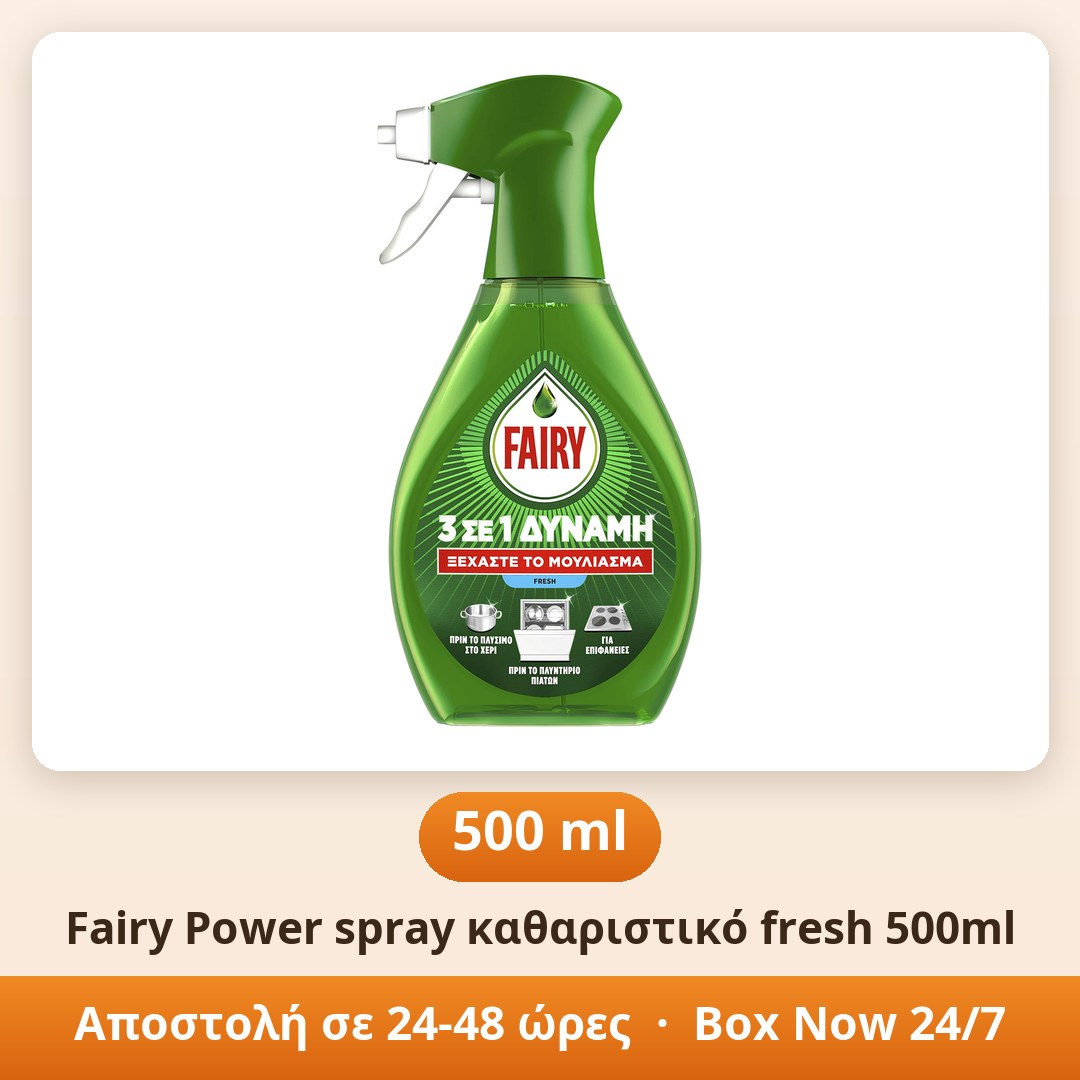 FAIRY
3 ΣΕ 1 ΔΥΝΑΜΗ
ΞΕΧΑΣΤΕ ΤΟ ΜΟΥΛΙΑΣΜΑ
FRESH
ΠΡΙΝ ΤΟ ΠΛΥΣΙΜΟ
ΣΤΟ ΧΕΡΙ
ΠΡΙΝ ΤΟ ΠΛΥΝΤΗΡΙΟ
ΠΙΑΤΩΝ
ΓΙΑ
ΕΠΙΦΑΝΕΙΕΣ
500 ml
Fairy Power spray καθαριστικό fresh 500ml
Αποστολή σε 24-48 ώρες · Box Now 24/7